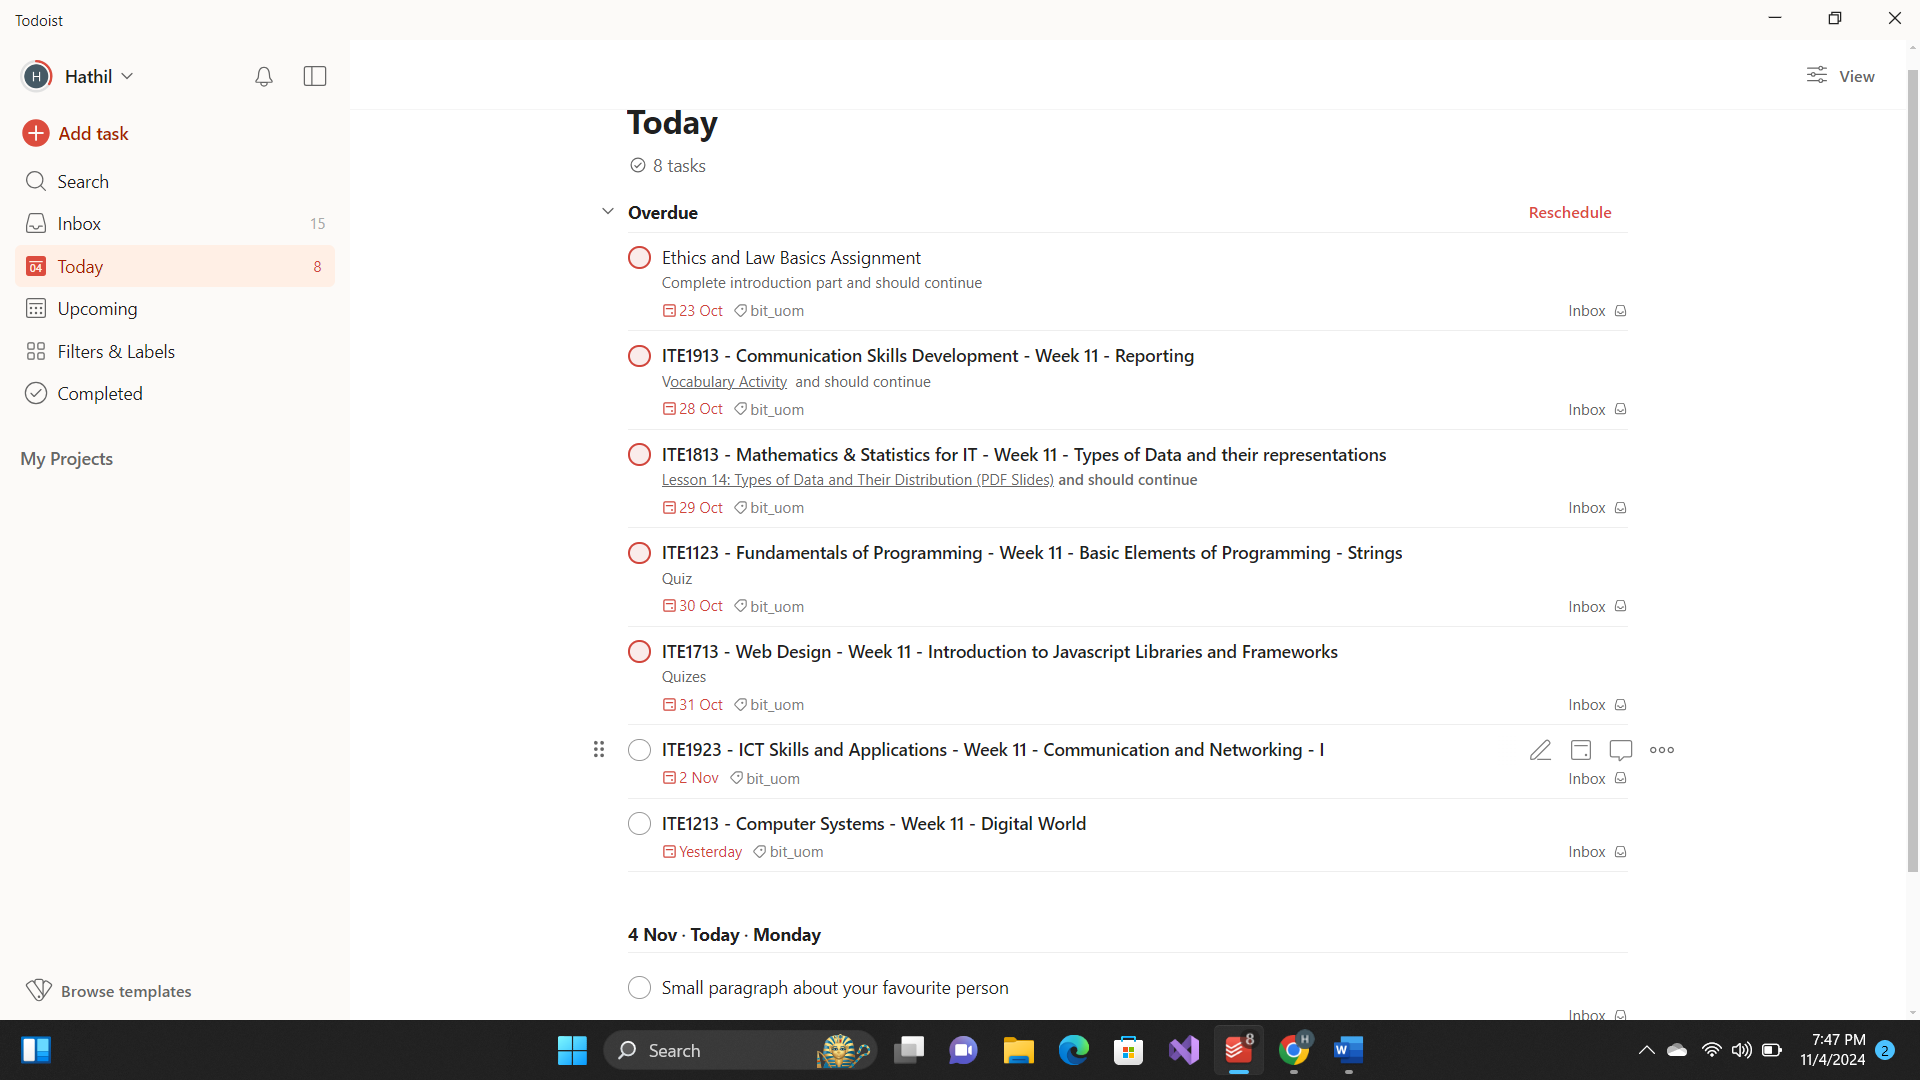 Todoist
H Hathil
Add task
Search
Inbox 15
04 Today 8
Upcoming
Filters & Labels
Completed
My Projects
Browse templates
View
Today
8 tasks
Overdue Reschedule
Ethics and Law Basics Assignment
Complete introduction part and should continue
23 Oct bit_uom Inbox
ITE1913 - Communication Skills Development - Week 11 - Reporting
Vocabulary Activity and should continue
28 Oct bit_uom Inbox
ITE1813 - Mathematics & Statistics for IT - Week 11 - Types of Data and their representations
Lesson 14: Types of Data and Their Distribution (PDF Slides) and should continue
29 Oct bit_uom Inbox
ITE1123 - Fundamentals of Programming - Week 11 - Basic Elements of Programming - Strings
Quiz
30 Oct bit_uom Inbox
ITE1713 - Web Design - Week 11 - Introduction to Javascript Libraries and Frameworks
Quizes
31 Oct bit_uom Inbox
ITE1923 - ICT Skills and Applications - Week 11 - Communication and Networking - I
2 Nov bit_uom Inbox
ITE1213 - Computer Systems - Week 11 - Digital World
Yesterday bit_uom Inbox
4 Nov · Today · Monday
Small paragraph about your favourite person
Inbox
Search
8
H
W
7:47 PM
11/4/2024
2